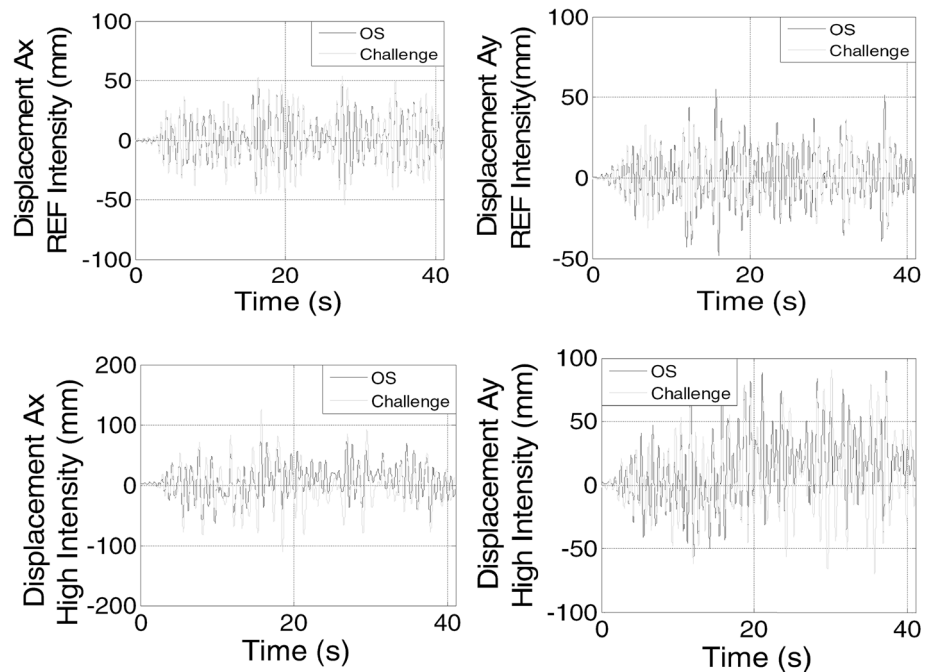 Displacement Ax
REF Intensity (mm)
100
50
0
-50
-100
0
20
40
Time (s)
OS
Challenge
Displacement Ay
REF Intensity(mm)
100
50
0
-50
0
20
40
Time (s)
OS
Challenge
Displacement Ax
High Intensity (mm)
200
100
0
-100
-200
0
20
40
Time (s)
OS
Challenge
Displacement Ay
High Intensity (mm)
100
50
0
-50
-100
0
20
40
Time (s)
OS
Challenge